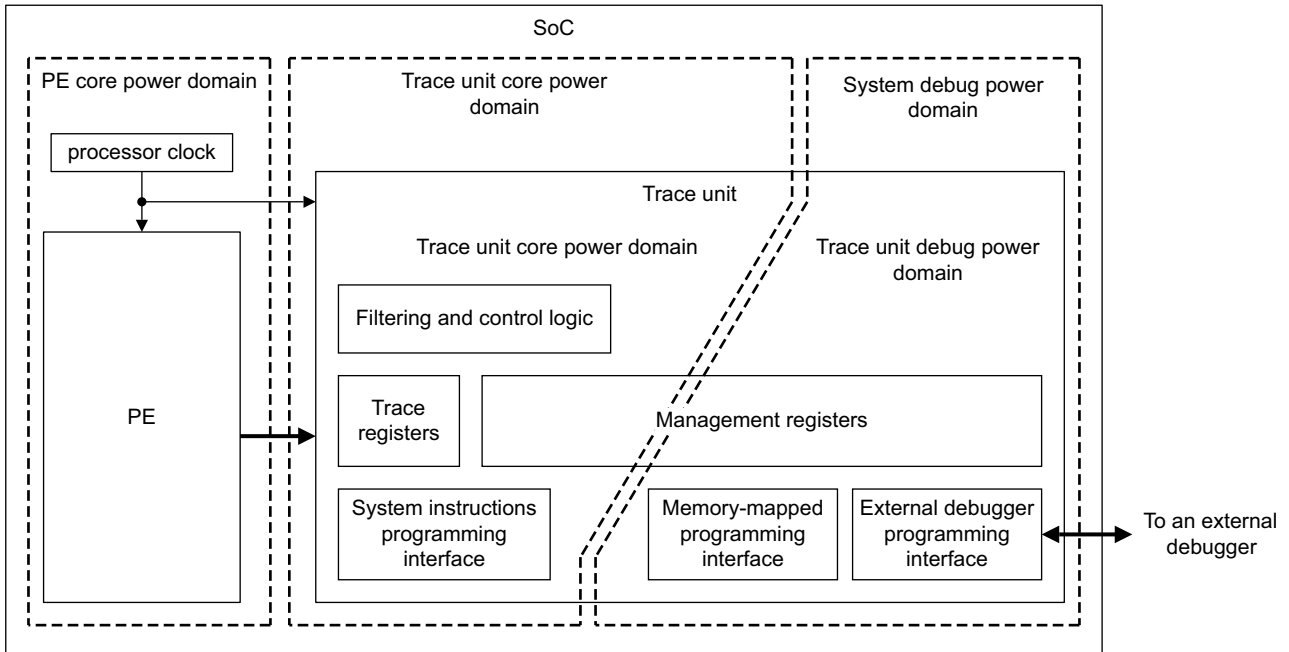 SoC
PE core power domain
Trace unit core power
domain
System debug power
domain
processor clock
Trace unit
Trace unit core power domain
Trace unit debug power
domain
Filtering and control logic
PE
Trace
registers
Management registers
System instructions
programming
interface
Memory-mapped
programming
interface
External debugger
programming
interface
To an external
debugger